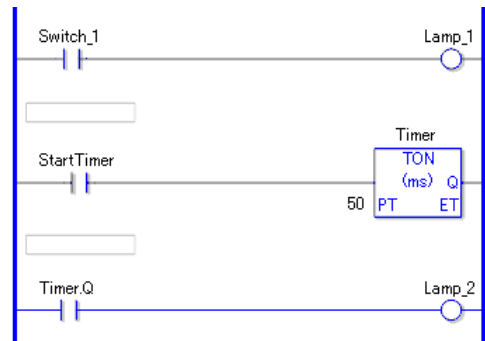 Switch_1 Lamp_1
Timer
StartTimer TON
(ms) Q
50 PT ET
Timer.Q Lamp_2